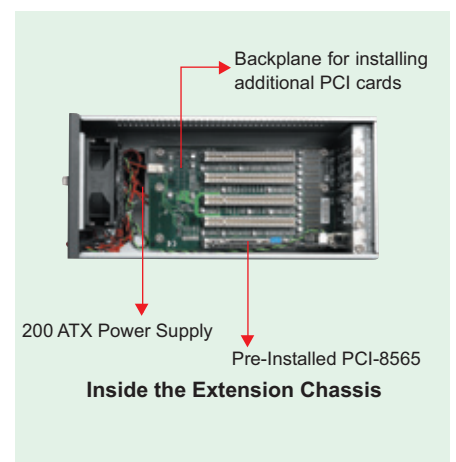 Backplane for installing
additional PCI cards
200 ATX Power Supply
Pre-Installed PCI-8565
Inside the Extension Chassis